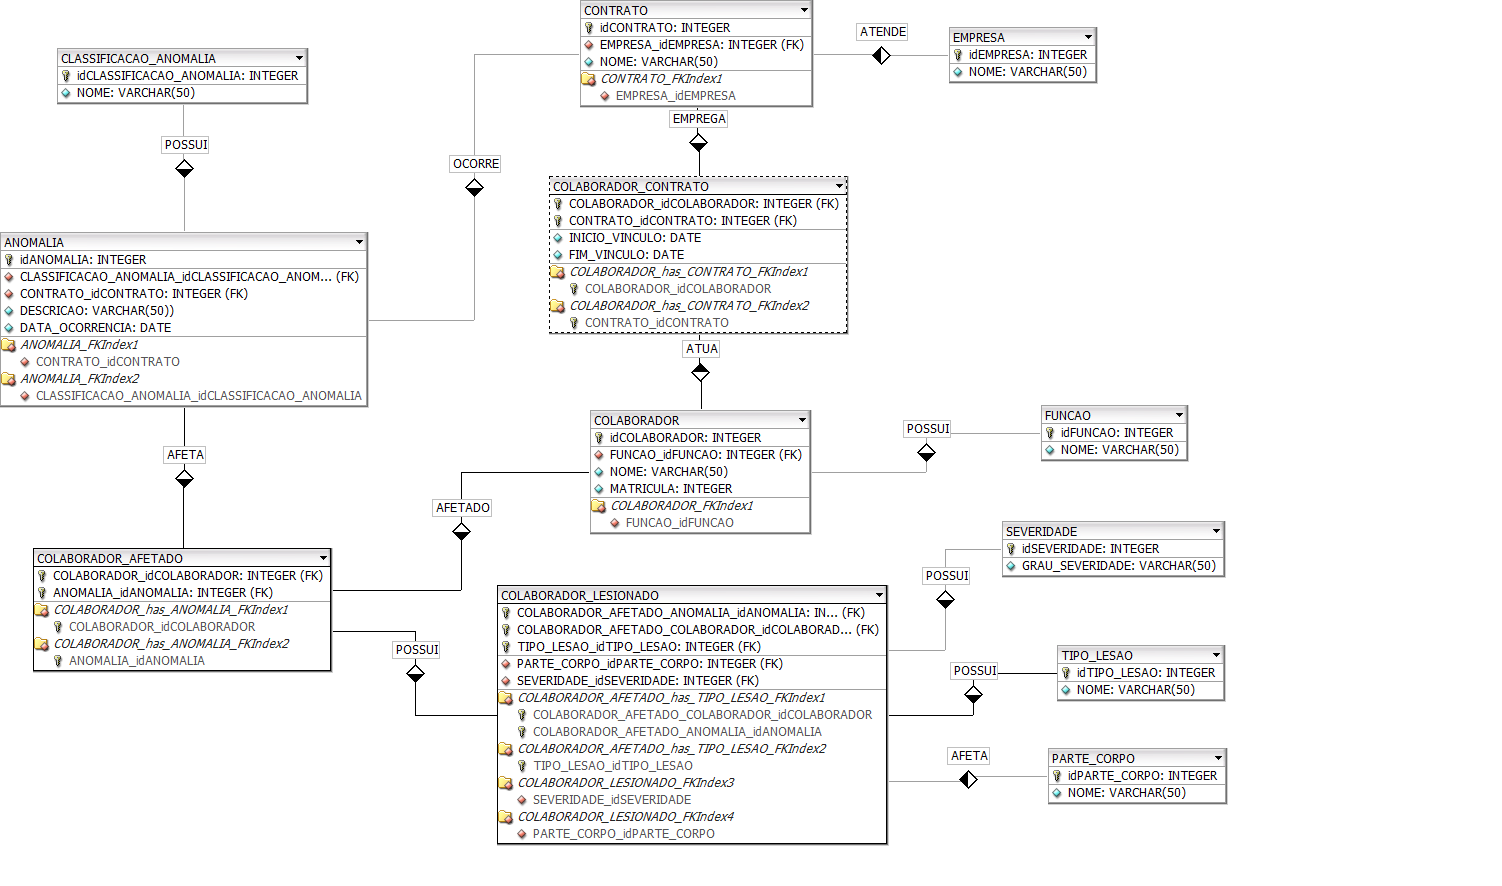 CONTRATO
idCONTRATO: INTEGER
EMPRESA_idEMPRESA: INTEGER (FK)
NOME: VARCHAR(50)
CONTRATO_FKIndex1
EMPRESA_idEMPRESA
ATENDE
EMPRESA
idEMPRESA: INTEGER
NOME: VARCHAR(50)
CLASSIFICACAO_ANOMALIA
idCLASSIFICACAO_ANOMALIA: INTEGER
NOME: VARCHAR(50)
POSSUI
OCORRE
EMPREGA
COLABORADOR_CONTRATO
COLABORADOR_idCOLABORADOR: INTEGER (FK)
CONTRATO_idCONTRATO: INTEGER (FK)
INICIO_VINCULO: DATE
FIM_VINCULO: DATE
COLABORADOR_has_CONTRATO_FKIndex1
COLABORADOR_idCOLABORADOR
COLABORADOR_has_CONTRATO_FKIndex2
CONTRATO_idCONTRATO
ANOMALIA
idANOMALIA: INTEGER
CLASSIFICACAO_ANOMALIA_idCLASSIFICACAO_ANOM... (FK)
CONTRATO_idCONTRATO: INTEGER (FK)
DESCRICAO: VARCHAR(50))
DATA_OCORRENCIA: DATE
ANOMALIA_FKIndex1
CONTRATO_idCONTRATO
ANOMALIA_FKIndex2
CLASSIFICACAO_ANOMALIA_idCLASSIFICACAO_ANOMALIA
ATUA
COLABORADOR
idCOLABORADOR: INTEGER
FUNCAO_idFUNCAO: INTEGER (FK)
NOME: VARCHAR(50)
MATRICULA: INTEGER
COLABORADOR_FKIndex1
FUNCAO_idFUNCAO
POSSUI
FUNCAO
idFUNCAO: INTEGER
NOME: VARCHAR(50)
AFETA
AFETADO
COLABORADOR_AFETADO
COLABORADOR_idCOLABORADOR: INTEGER (FK)
ANOMALIA_idANOMALIA: INTEGER (FK)
COLABORADOR_has_ANOMALIA_FKIndex1
COLABORADOR_idCOLABORADOR
COLABORADOR_has_ANOMALIA_FKIndex2
ANOMALIA_idANOMALIA
POSSUI
COLABORADOR_LESIONADO
COLABORADOR_AFETADO_ANOMALIA_idANOMALIA: IN... (FK)
COLABORADOR_AFETADO_COLABORADOR_idCOLABORAD... (FK)
TIPO_LESAO_idTIPO_LESAO: INTEGER (FK)
PARTE_CORPO_idPARTE_CORPO: INTEGER (FK)
SEVERIDADE_idSEVERIDADE: INTEGER (FK)
COLABORADOR_AFETADO_has_TIPO_LESAO_FKIndex1
COLABORADOR_AFETADO_COLABORADOR_idCOLABORADOR
COLABORADOR_AFETADO_ANOMALIA_idANOMALIA
COLABORADOR_AFETADO_has_TIPO_LESAO_FKIndex2
TIPO_LESAO_idTIPO_LESAO
COLABORADOR_LESIONADO_FKIndex3
SEVERIDADE_idSEVERIDADE
COLABORADOR_LESIONADO_FKIndex4
PARTE_CORPO_idPARTE_CORPO
SEVERIDADE
idSEVERIDADE: INTEGER
GRAU_SEVERIDADE: VARCHAR(50)
POSSUI
TIPO_LESAO
idTIPO_LESAO: INTEGER
NOME: VARCHAR(50)
POSSUI
AFETA
PARTE_CORPO
idPARTE_CORPO: INTEGER
NOME: VARCHAR(50)